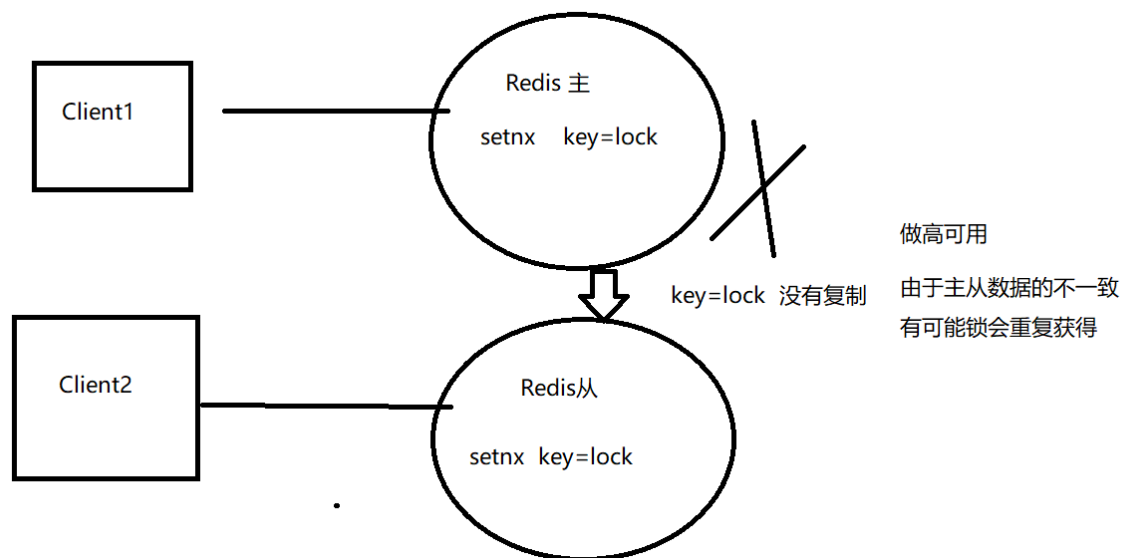 Redis 主
Client1
setnx key=lock
做高可用
key=lock 没有复制
由于主从数据的不一致
有可能锁会重复获得
Client2
Redis从
setnx key=lock